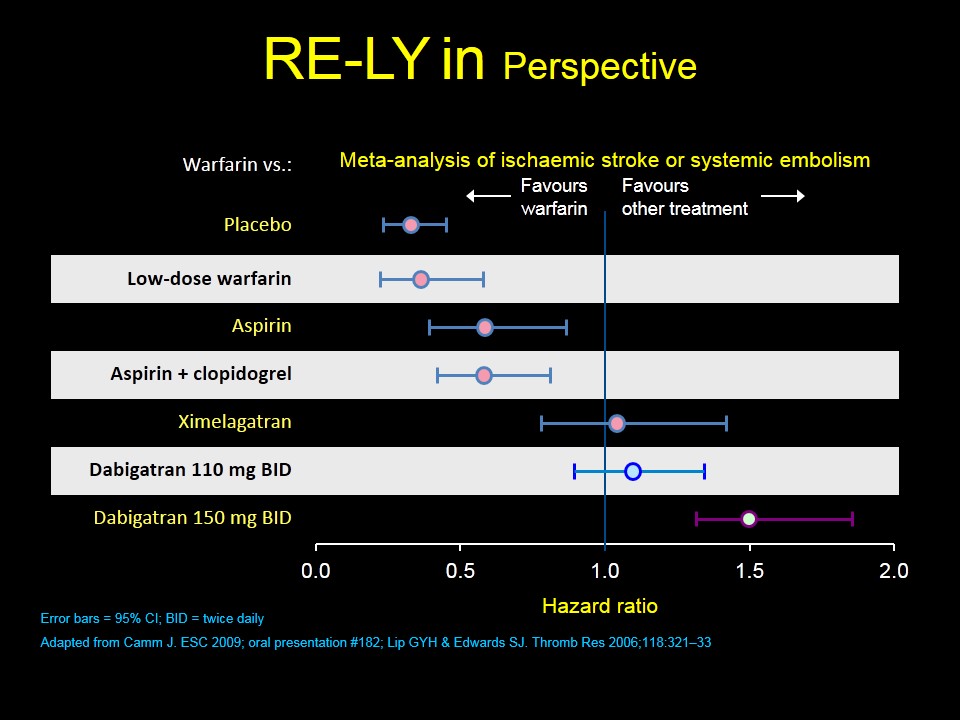 RE-LY in Perspective
Warfarin vs.:
Meta-analysis of ischaemic stroke or systemic embolism
Favours
warfarin
Favours
other treatment
Placebo
Low-dose warfarin
Aspirin
Aspirin + clopidogrel
Ximelagatran
Dabigatran 110 mg BID
Dabigatran 150 mg BID
0.0 0.5 1.0 1.5 2.0
Hazard ratio
Error bars = 95% CI; BID = twice daily
Adapted from Camm J. ESC 2009; oral presentation #182; Lip GYH & Edwards SJ. Thromb Res 2006;118:321–33